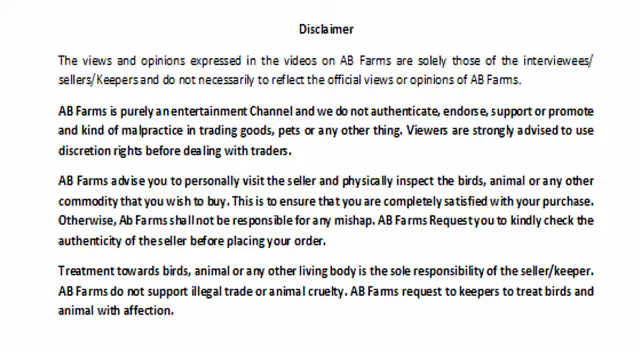 Disclaimer
The views and opinions expressed in the videos on AB Farms are solely those of the interviewees/
sellers/Keepers and do not necessarily to reflect the official views or opinions of AB Farms.
AB Farms is purely an entertainment Channel and we do not authenticate, endorse, support or promote
and kind of malpractice in trading goods, pets or any other thing. Viewers are strongly advised to use
discretion rights before dealing with traders.
AB Farms advise you to personally visit the seller and physically inspect the birds, animal or any other
commodity that you wish to buy. This is to ensure that you are completely satisfied with your purchase.
Otherwise, Ab Farms shall not be responsible for any mishap. AB Farms Request you to kindly check the
authenticity of the seller before placing your order.
Treatment towards birds, animal or any other living body is the sole responsibility of the seller/keeper.
AB Farms do not support illegal trade or animal cruelty. AB Farms request to keepers to treat birds and
animal with affection.